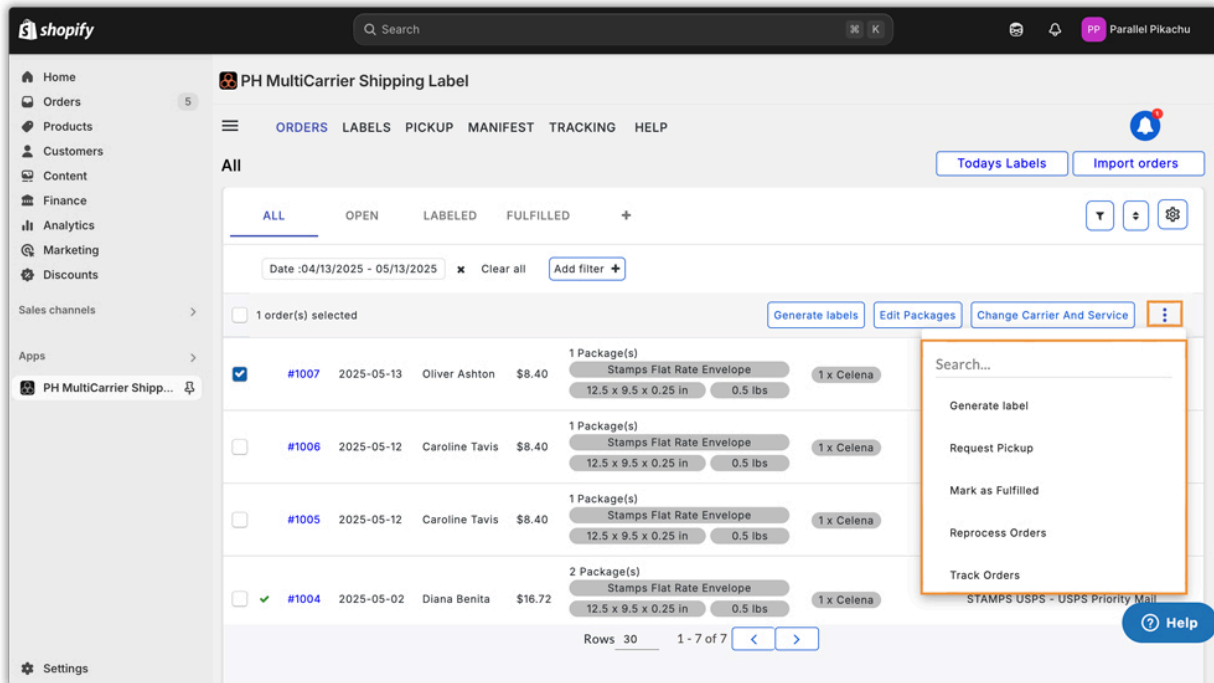 shopify
Search
⌘ K
PP
Parallel Pikachu
Home
Orders 5
Products
Customers
Content
Finance
Analytics
Marketing
Discounts
Sales channels
Apps
PH MultiCarrier Shipp...
Settings
PH MultiCarrier Shipping Label
ORDERS LABELS PICKUP MANIFEST TRACKING HELP
All
Todays Labels
Import orders
ALL OPEN LABELED FULFILLED +
Date :04/13/2025 - 05/13/2025 × Clear all Add filter +
1 order(s) selected
Generate labels
Edit Packages
Change Carrier And Service
1 Package(s)
#1007 2025-05-13 Oliver Ashton $8.40 Stamps Flat Rate Envelope 1 x Celena
12.5 x 9.5 x 0.25 in 0.5 lbs
1 Package(s)
#1006 2025-05-12 Caroline Tavis $8.40 Stamps Flat Rate Envelope 1 x Celena
12.5 x 9.5 x 0.25 in 0.5 lbs
1 Package(s)
#1005 2025-05-12 Caroline Tavis $8.40 Stamps Flat Rate Envelope 1 x Celena
12.5 x 9.5 x 0.25 in 0.5 lbs
2 Package(s)
#1004 2025-05-02 Diana Benita $16.72 Stamps Flat Rate Envelope 1 x Celena STAMPS USPS - USPS Priority Mail
12.5 x 9.5 x 0.25 in 0.5 lbs
Search...
Generate label
Request Pickup
Mark as Fulfilled
Reprocess Orders
Track Orders
Rows 30 1 - 7 of 7
Help